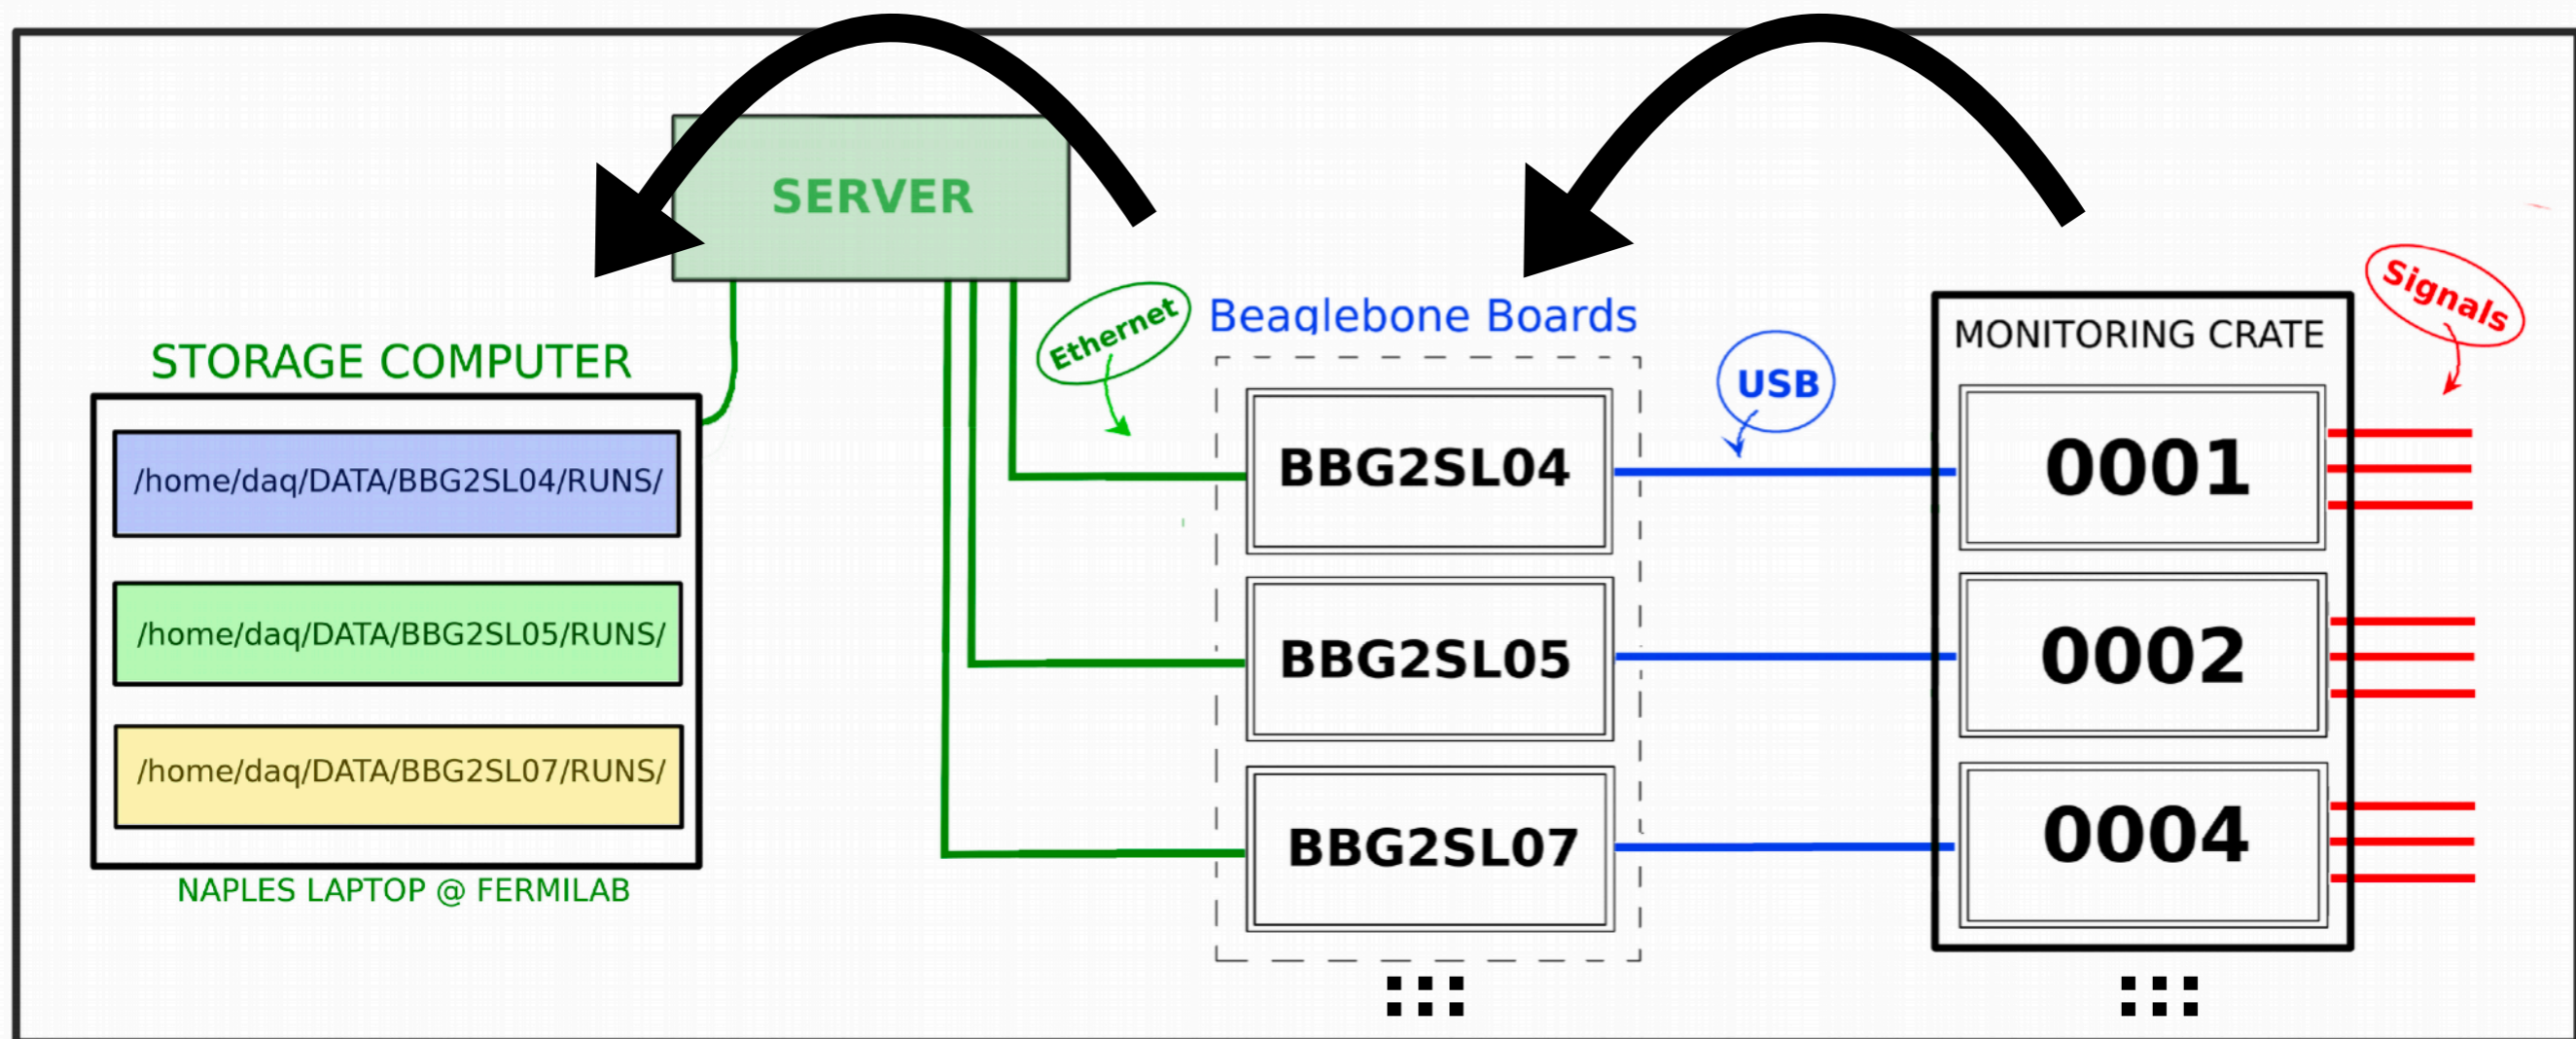 SERVER
Signals
Ethernet
Beaglebone Boards
MONITORING CRATE
STORAGE COMPUTER
USB
/home/daq/DATA/BBG2SL04/RUNS/
BBG2SL04
0001
/home/daq/DATA/BBG2SL05/RUNS/
BBG2SL05
0002
/home/daq/DATA/BBG2SL07/RUNS/
BBG2SL07
0004
NAPLES LAPTOP @ FERMILAB